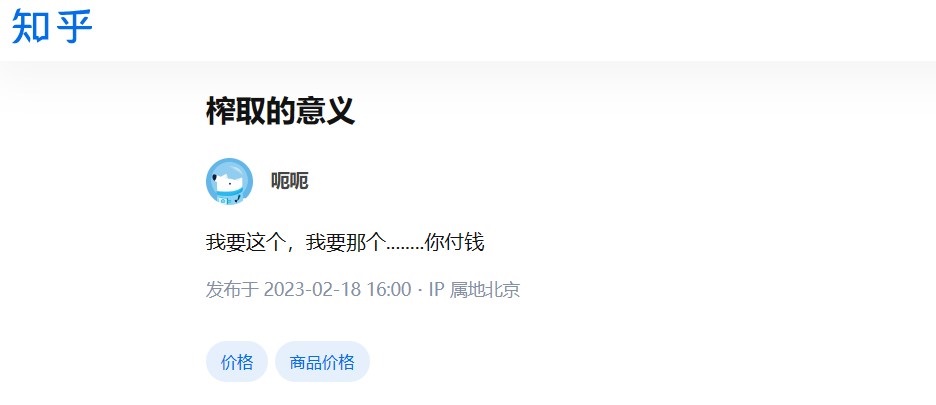 知乎
榨取的意义
呃呃
我要这个，我要那个........你付钱
发布于 2023-02-18 16:00 · IP 属地北京
价格 商品价格